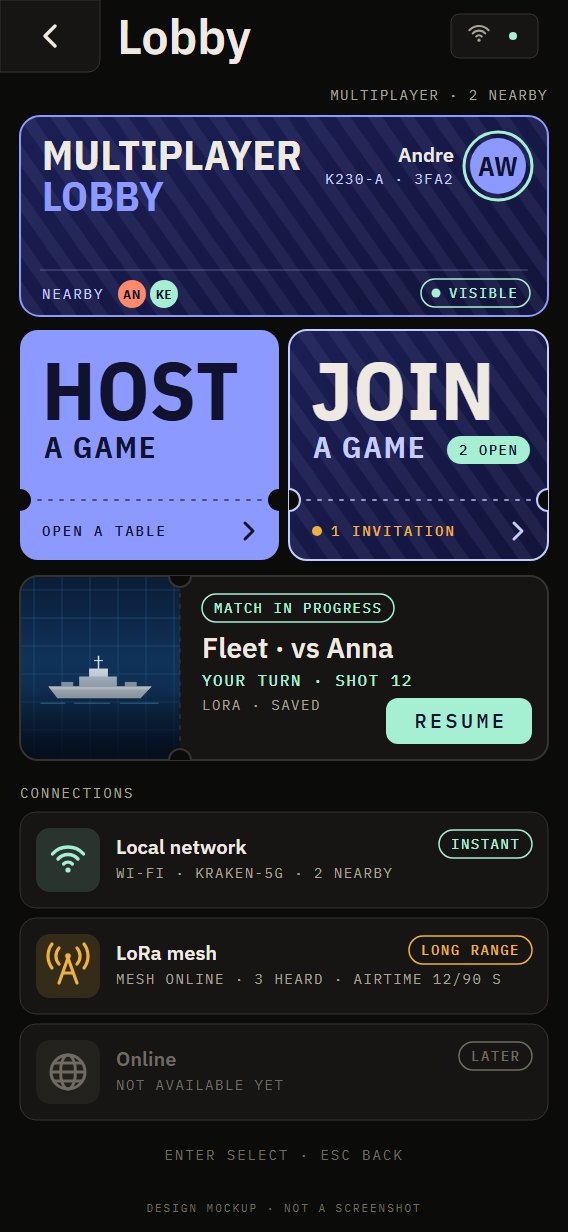 Lobby
MULTIPLAYER · 2 NEARBY
MULTIPLAYER
LOBBY
Andre
K230-A · 3FA2
AW
NEARBY
AN
KE
VISIBLE
HOST
A GAME
OPEN A TABLE
JOIN
A GAME
2 OPEN
1 INVITATION
MATCH IN PROGRESS
Fleet · vs Anna
YOUR TURN · SHOT 12
LORA · SAVED
RESUME
CONNECTIONS
Local network
INSTANT
WI-FI · KRAKEN-5G · 2 NEARBY
LoRa mesh
LONG RANGE
MESH ONLINE · 3 HEARD · AIRTIME 12/90 S
Online
LATER
NOT AVAILABLE YET
ENTER SELECT · ESC BACK
DESIGN MOCKUP · NOT A SCREENSHOT